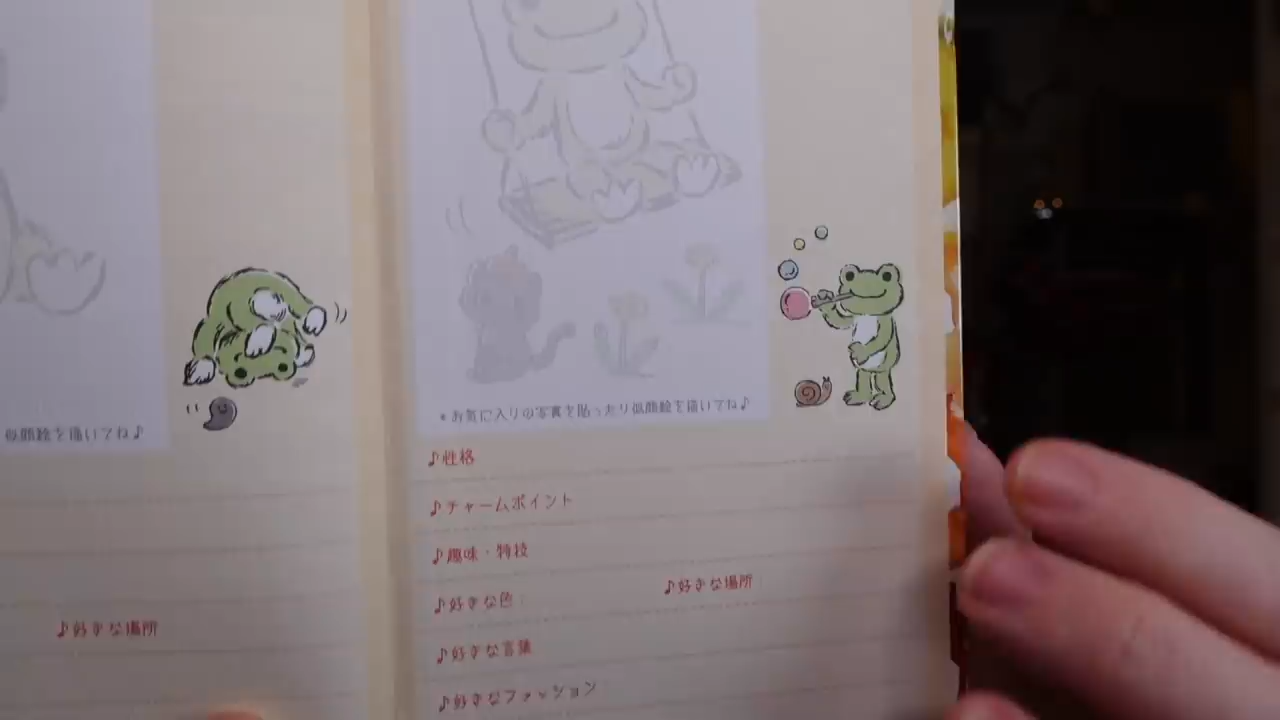 似顔絵を描いてね♪
♪好きな場所
*お気に入りの写真を貼ったり似顔絵を描いてね♪
♪性格
♪チャームポイント
♪趣味・特技
♪好きな色
♪好きな場所
♪好きな言葉
♪好きなファッション